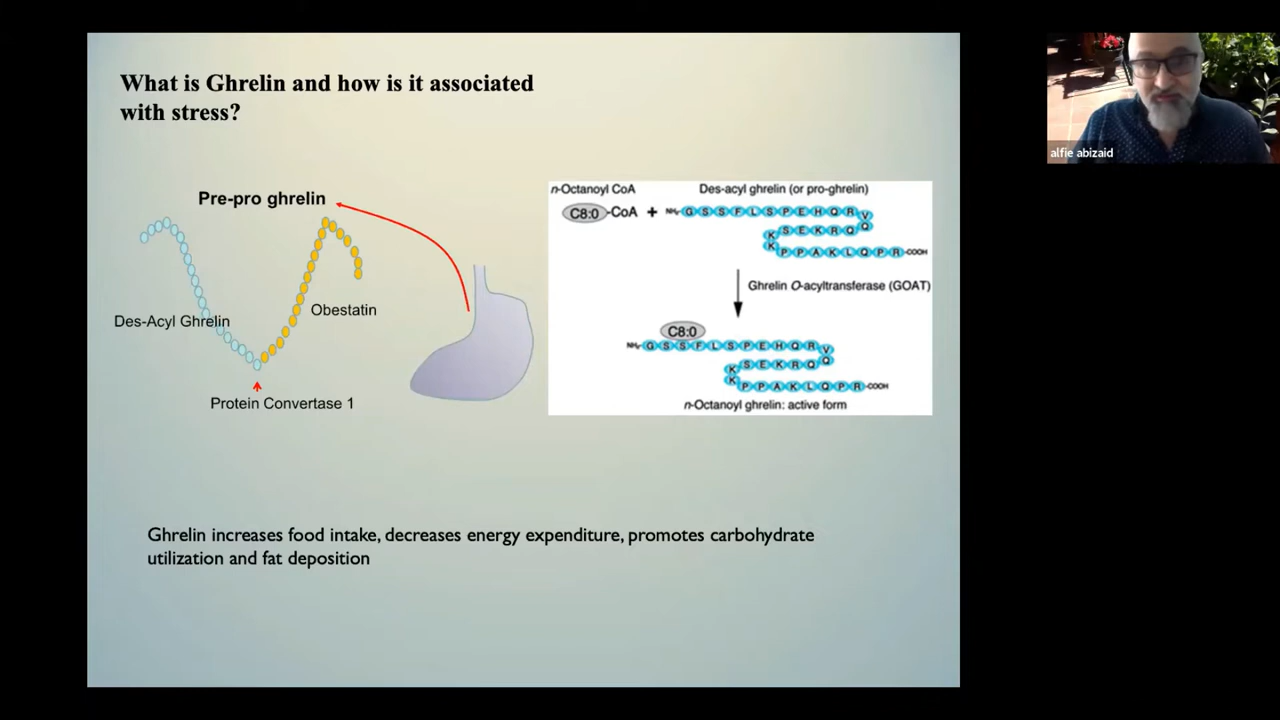 What is Ghrelin and how is it associated
with stress?
alfie abizaid
Pre-pro ghrelin
Des-Acyl Ghrelin
Obestatin
Protein Convertase 1
n-Octanoyl CoA
Des-acyl ghrelin (or pro-ghrelin)
C8:0 -CoA + NH₂- G S S F L S P E H Q R V
Q
S E K R Q
K
K
P P A K L Q P R -COOH
Ghrelin O-acyltransferase (GOAT)
C8:0
NH₂- G S S F L S P E H Q R V
Q
S E K R Q
K
K
P P A K L Q P R -COOH
n-Octanoyl ghrelin: active form
Ghrelin increases food intake, decreases energy expenditure, promotes carbohydrate
utilization and fat deposition